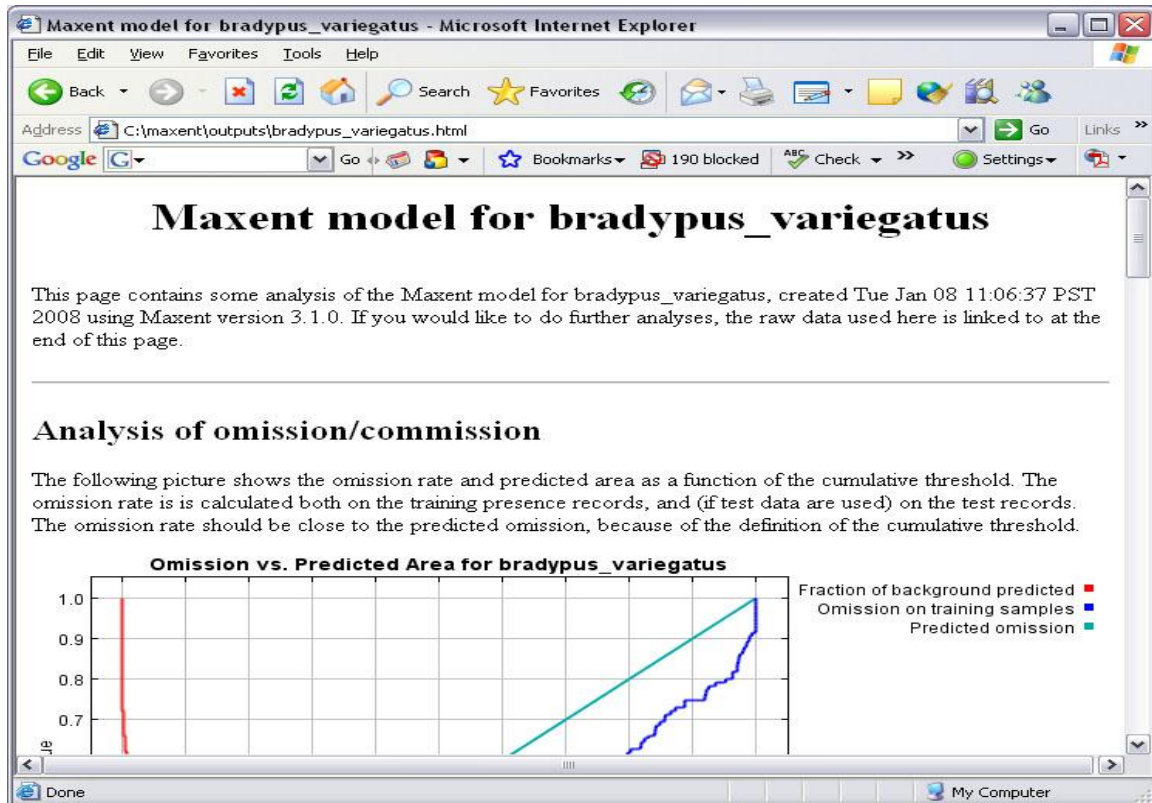 Maxent model for bradypus_variegatus - Microsoft Internet Explorer
File Edit View Favorites Tools Help
Back Search Favorites
Address C:\maxent\outputs\bradypus_variegatus.html Go Links »
Google G Go Bookmarks 190 blocked ABC Check » Settings
Maxent model for bradypus_variegatus
This page contains some analysis of the Maxent model for bradypus_variegatus, created Tue Jan 08 11:06:37 PST
2008 using Maxent version 3.1.0. If you would like to do further analyses, the raw data used here is linked to at the
end of this page.
Analysis of omission/commission
The following picture shows the omission rate and predicted area as a function of the cumulative threshold. The
omission rate is is calculated both on the training presence records, and (if test data are used) on the test records.
The omission rate should be close to the predicted omission, because of the definition of the cumulative threshold.
Omission vs. Predicted Area for bradypus_variegatus
Fraction of background predicted
Omission on training samples
Predicted omission
1.0
0.9
0.8
0.7
Done My Computer